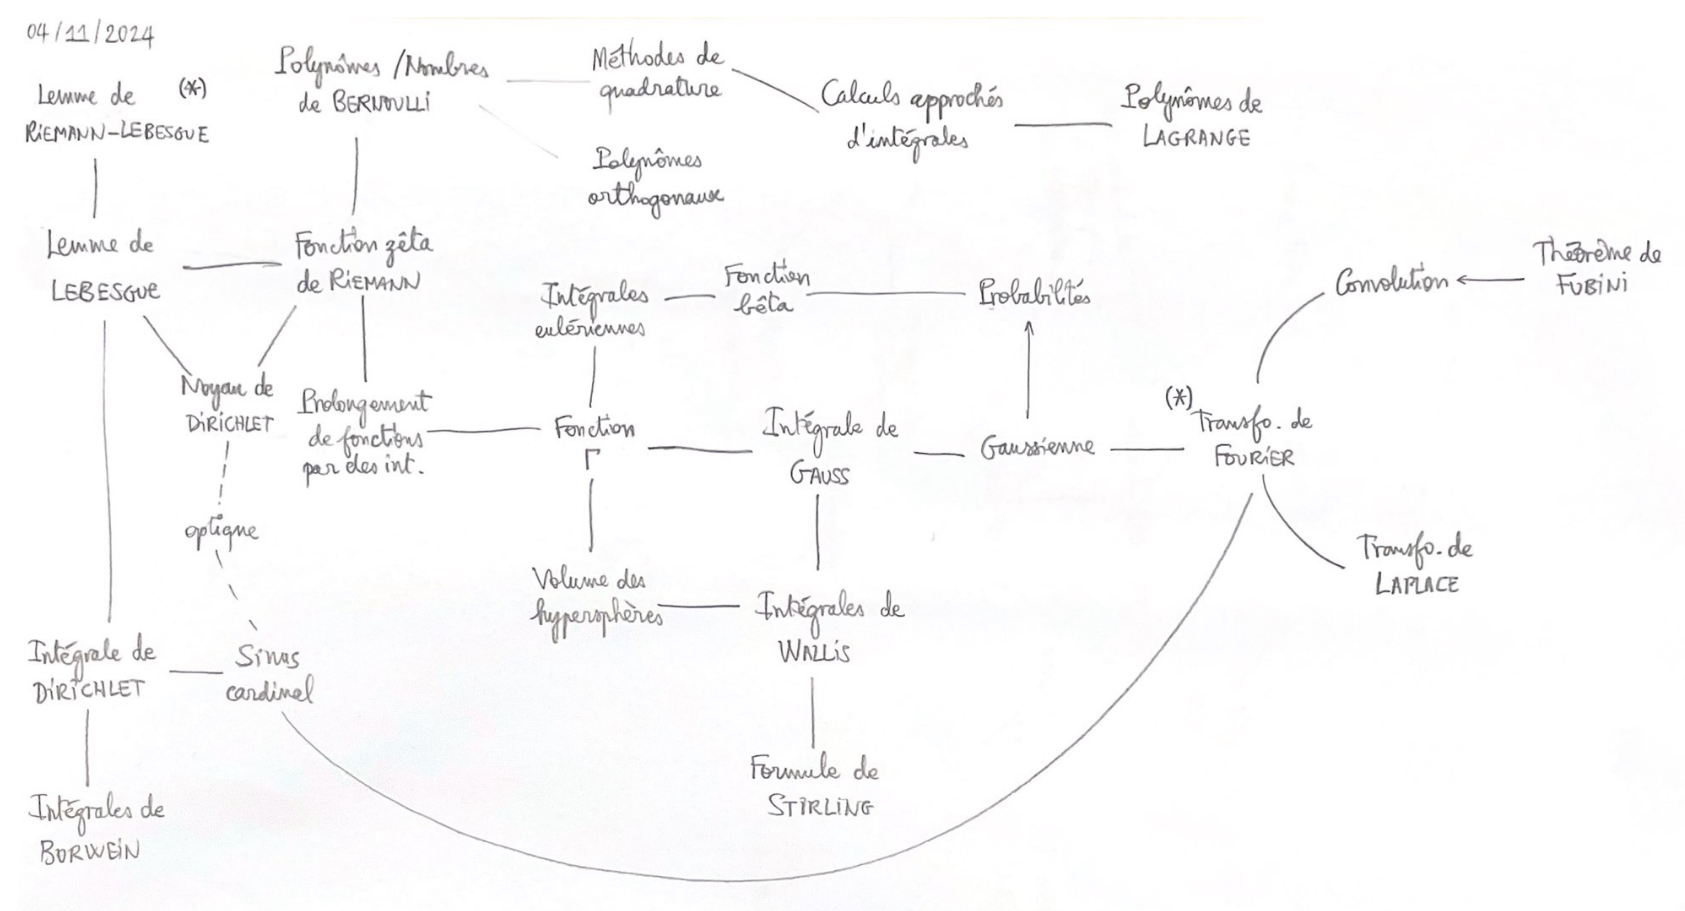 04/11/2024
Lemme de (*)
RIEMANN-LEBESGUE
Polynômes / Nombres
de BERNOULLI
Méthodes de
quadrature
Calculs approchés
d'intégrales
Polynômes de
LAGRANGE
Polynômes
orthogonaux
Lemme de
LEBESGUE
Fonction zêta
de RIEMANN
Intégrales
eulériennes
Fonction
bêta
Probabilités
Convolution
Théorème de
FUBINI
Noyau de
DIRICHLET
Prolongement
de fonctions
par des int.
Fonction
Γ
Intégrale de
GAUSS
Gaussienne
(*)
Transfo. de
FOURIER
optique
Volume des
hypersphères
Intégrales de
WALLIS
Transfo. de
LAPLACE
Intégrale de
DIRICHLET
Sinus
cardinal
Formule de
STIRLING
Intégrales de
BORWEIN